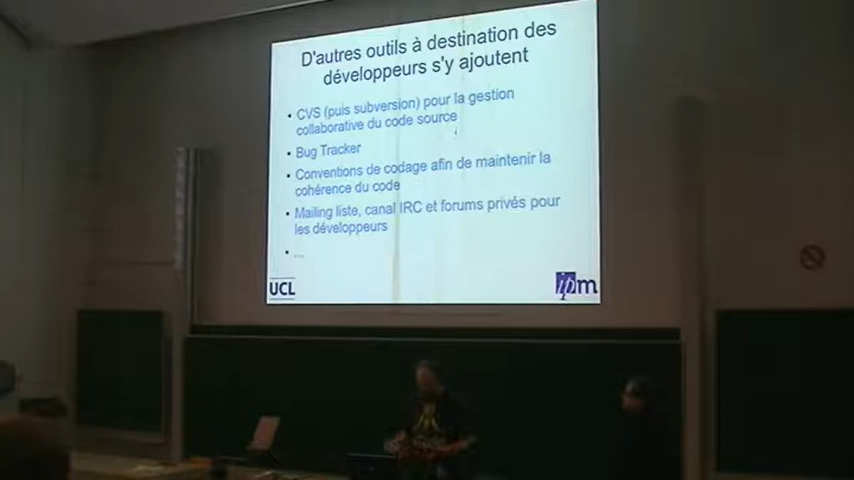 D'autres outils à destination des
développeurs s'y ajoutent
• CVS (puis subversion) pour la gestion
collaborative du code source
• Bug Tracker
• Conventions de codage afin de maintenir la
cohérence du code
• Mailing liste, canal IRC et forums privés pour
les développeurs
• ...
UCL
ipm